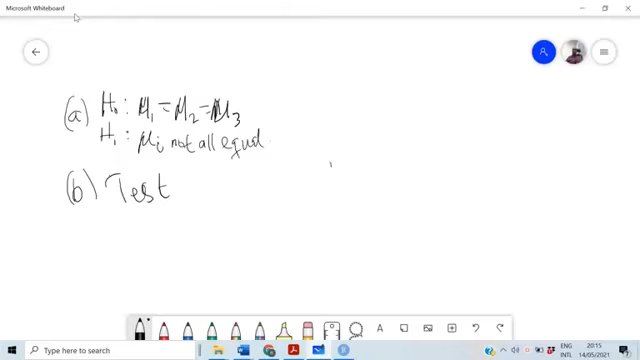 Microsoft Whiteboard
(a) H₀: μ₁ = μ₂ = μ₃
H₁: μᵢ not all equal
(b) Test
A
Type here to search
ENG
INTL
20:15
14/05/2021